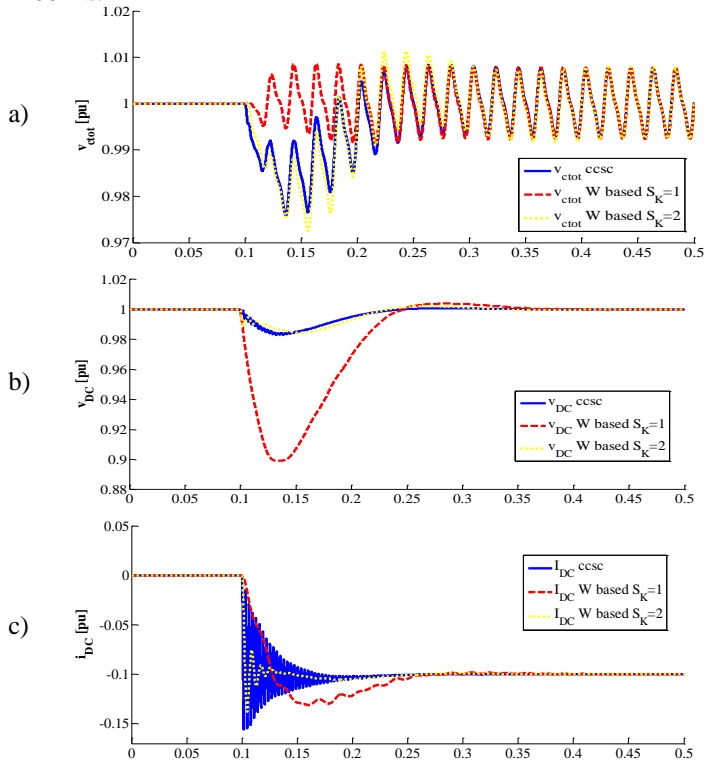 1.02
1.01
1
0.99
0.98
0.97
a)
v_ctot [pu]
v_ctot ccsc
v_ctot W based S_K=1
v_ctot W based S_K=2
0 0.05 0.1 0.15 0.2 0.25 0.3 0.35 0.4 0.45 0.5
1.02
1
0.98
0.96
0.94
0.92
0.9
0.88
b)
v_DC [pu]
v_DC ccsc
v_DC W based S_K=1
v_DC W based S_K=2
0 0.05 0.1 0.15 0.2 0.25 0.3 0.35 0.4 0.45 0.5
0.05
0
-0.05
-0.1
-0.15
c)
i_DC [pu]
I_DC ccsc
I_DC W based S_K=1
I_DC W based S_K=2
0 0.05 0.1 0.15 0.2 0.25 0.3 0.35 0.4 0.45 0.5